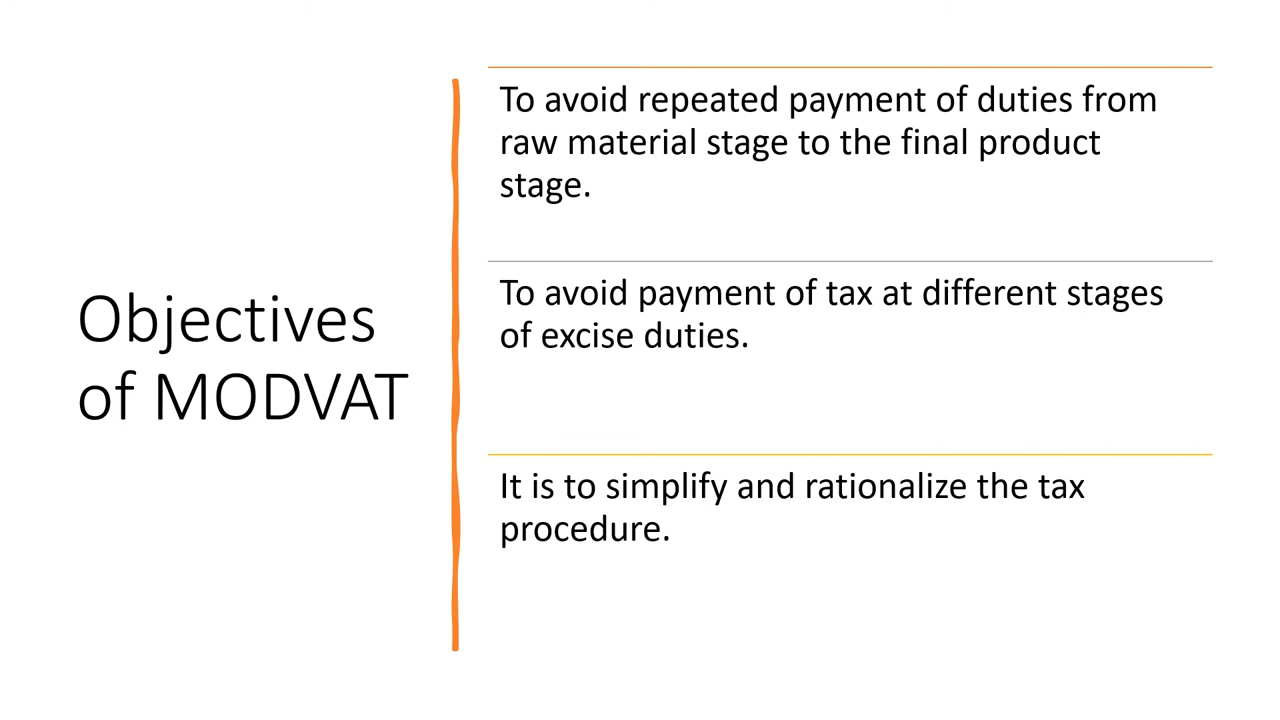 Objectives
of MODVAT
To avoid repeated payment of duties from
raw material stage to the final product
stage.
To avoid payment of tax at different stages
of excise duties.
It is to simplify and rationalize the tax
procedure.